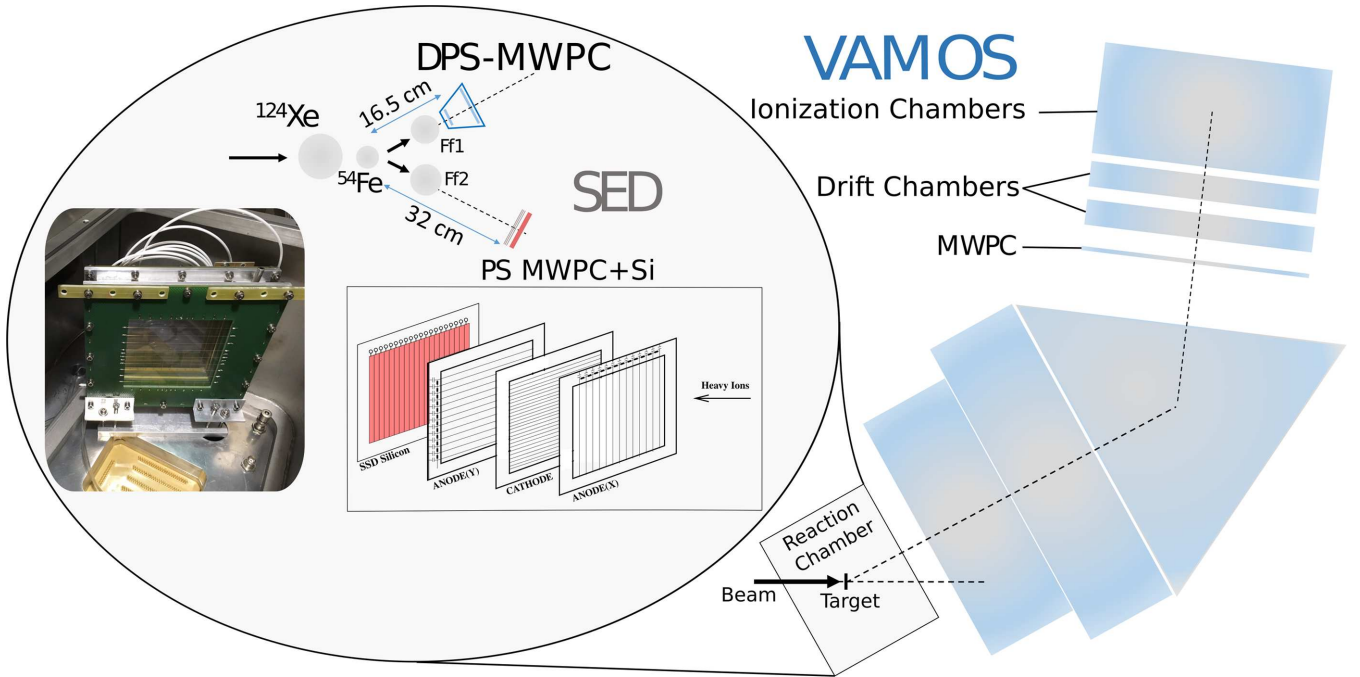 DPS-MWPC
16.5 cm
¹²⁴Xe
Ff1
⁵⁴Fe
Ff2
32 cm
SED
PS MWPC+Si
SSD Silicon
ANODE(Y)
CATHODE
ANODE(X)
Heavy Ions
VAMOS
Ionization Chambers
Drift Chambers
MWPC
Reaction
Chamber
Beam
Target